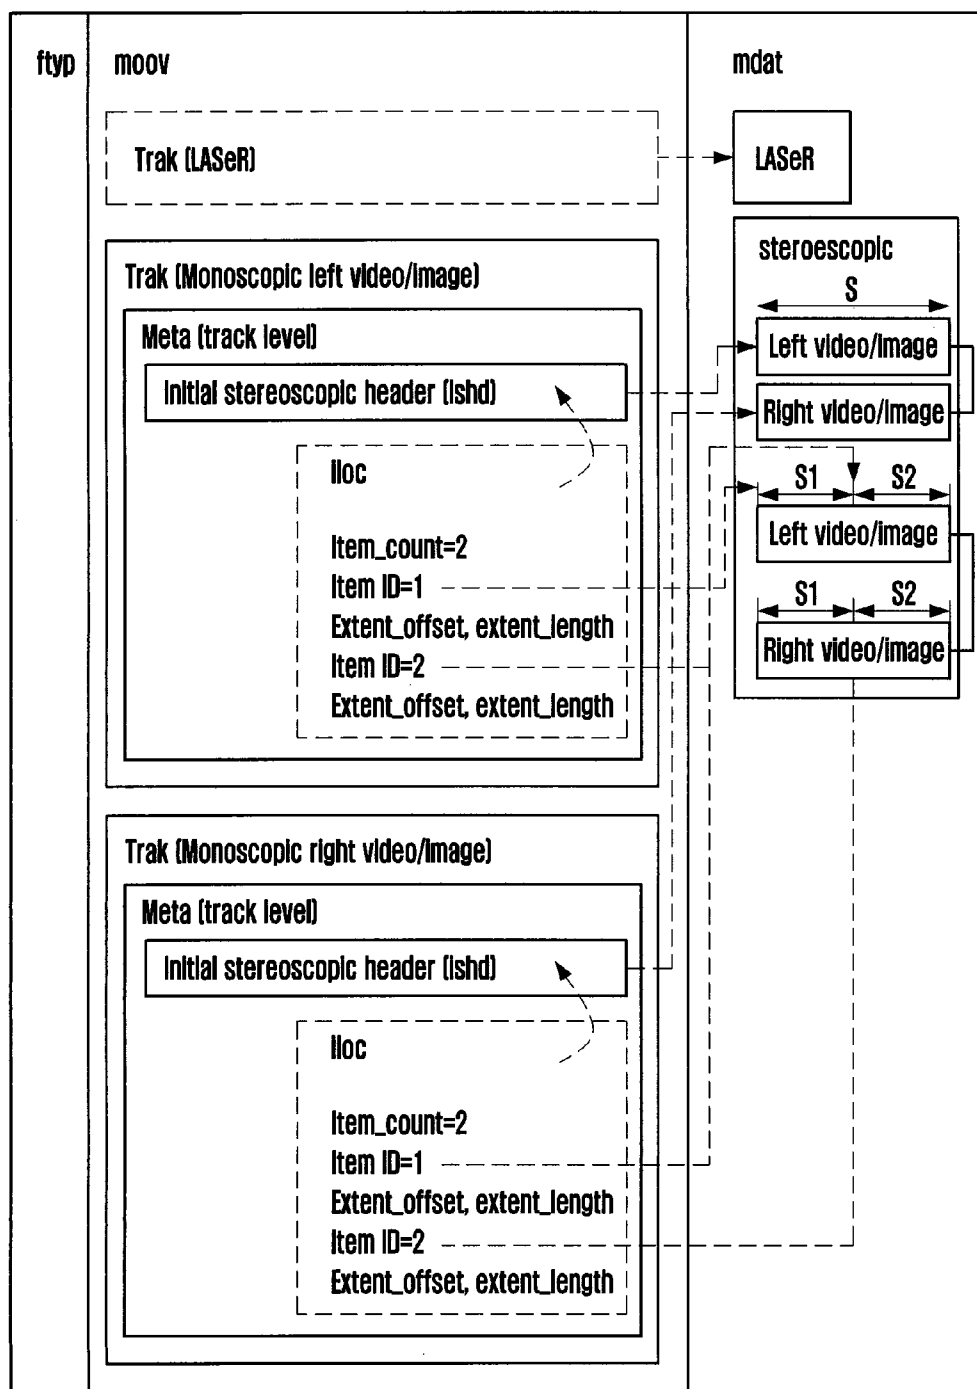 ftyp
moov
mdat
Trak (LASeR)
LASeR
Trak (Monoscopic left video/image)
Meta (track level)
Initial stereoscopic header (ishd)
iloc
Item_count=2
Item ID=1
Extent_offset, extent_length
Item ID=2
Extent_offset, extent_length
steroescopic
S
Left video/image
Right video/image
S1
S2
Left video/image
S1
S2
Right video/image
Trak (Monoscopic right video/image)
Meta (track level)
Initial stereoscopic header (ishd)
iloc
Item_count=2
Item ID=1
Extent_offset, extent_length
Item ID=2
Extent_offset, extent_length